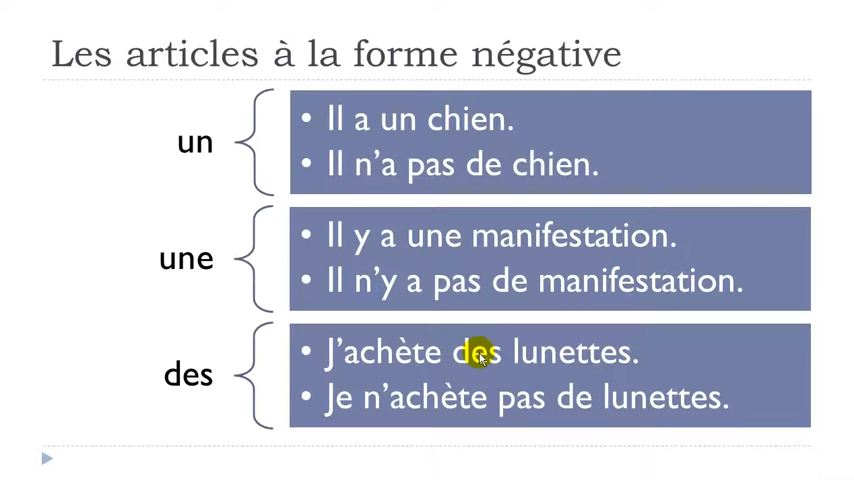 Les articles à la forme négative
un
Il a un chien.
Il n’a pas de chien.
une
Il y a une manifestation.
Il n’y a pas de manifestation.
des
J’achète des lunettes.
Je n’achète pas de lunettes.